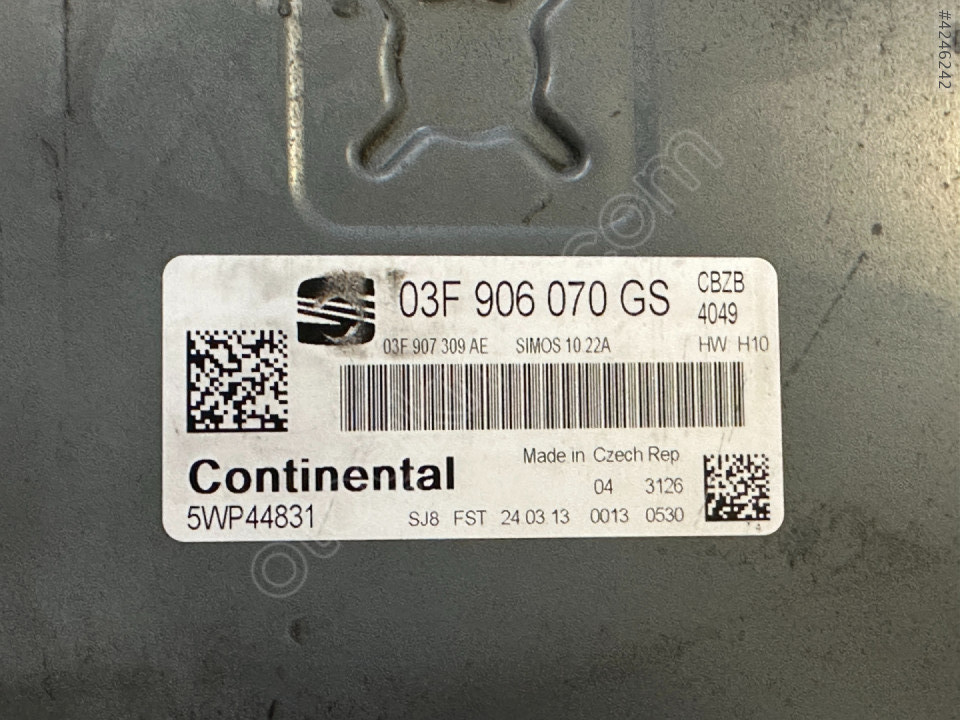 #4246242
03F 906 070 GS
CBZB
4049
03F 907 309 AE SIMOS 10 22A HW H10
Made in Czech Rep
Continental
04 3126
5WP44831
SJ8 FST 24.03.13 0013 0530